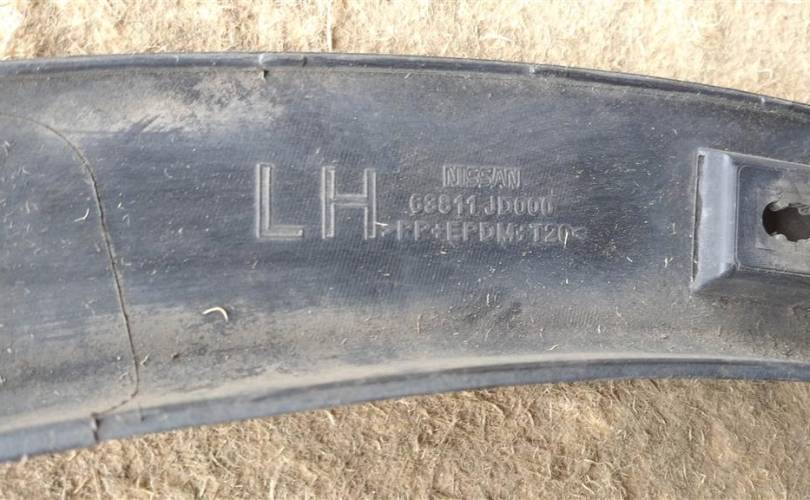 LH
NISSAN
63811 JD000
>PP+EPDM-T20<